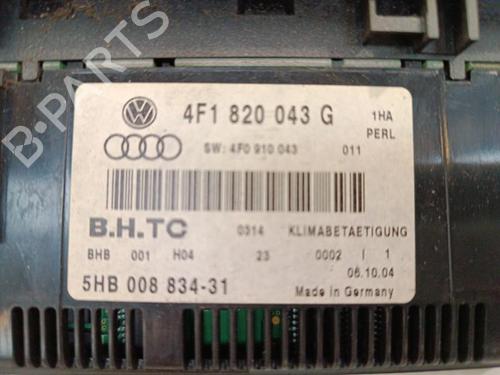 B-PARTS
4F1 820 043 G
1HA
PERL
SW: 4F0 910 043
011
B.H.TC
0314 KLIMABETAETIGUNG
BHB 001 H04 23 0002 / 1
06.10.04
5HB 008 834-31
Made in Germany